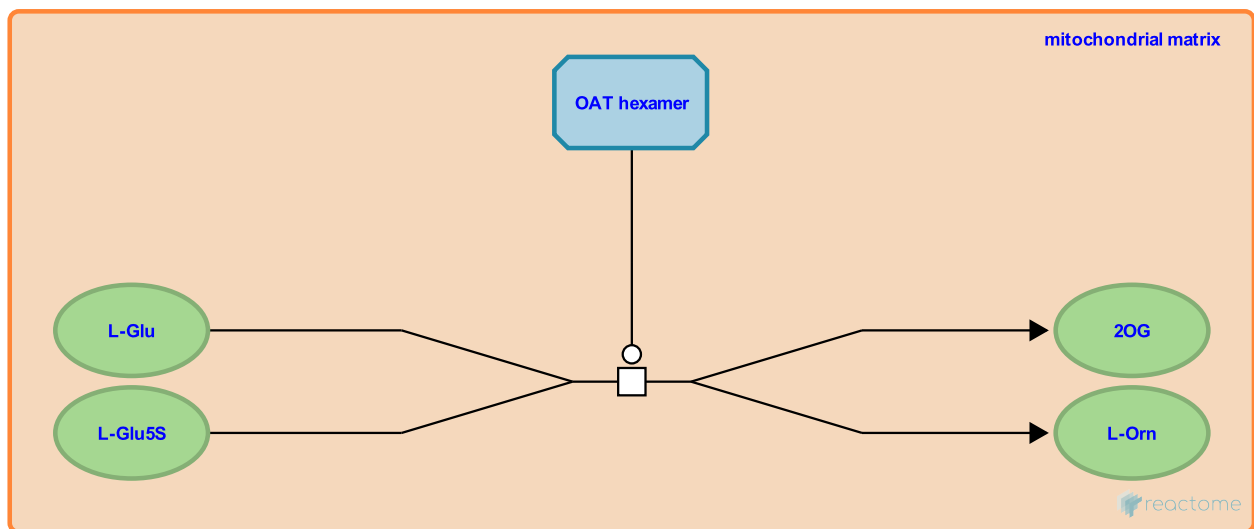 mitochondrial matrix
OAT hexamer
L-Glu
2OG
L-Glu5S
L-Orn
reactome